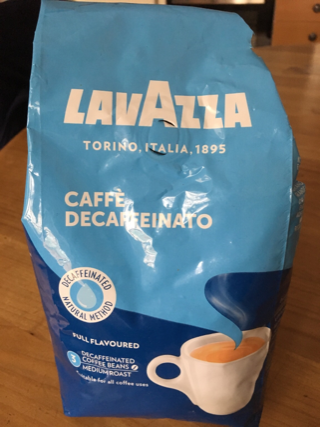 LAVAZZA
TORINO, ITALIA, 1895
CAFFÈ
DECAFFEINATO
DECAFFEINATED
NATURAL METHOD
FULL FLAVOURED
3
DECAFFEINATED
COFFEE BEANS
MEDIUM ROAST
for all coffee uses